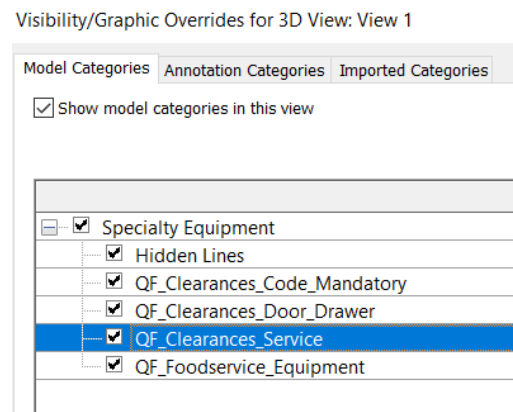 Visibility/Graphic Overrides for 3D View: View 1
Model Categories Annotation Categories Imported Categories
Show model categories in this view
Specialty Equipment
Hidden Lines
QF_Clearances_Code_Mandatory
QF_Clearances_Door_Drawer
QF_Clearances_Service
QF_Foodservice_Equipment